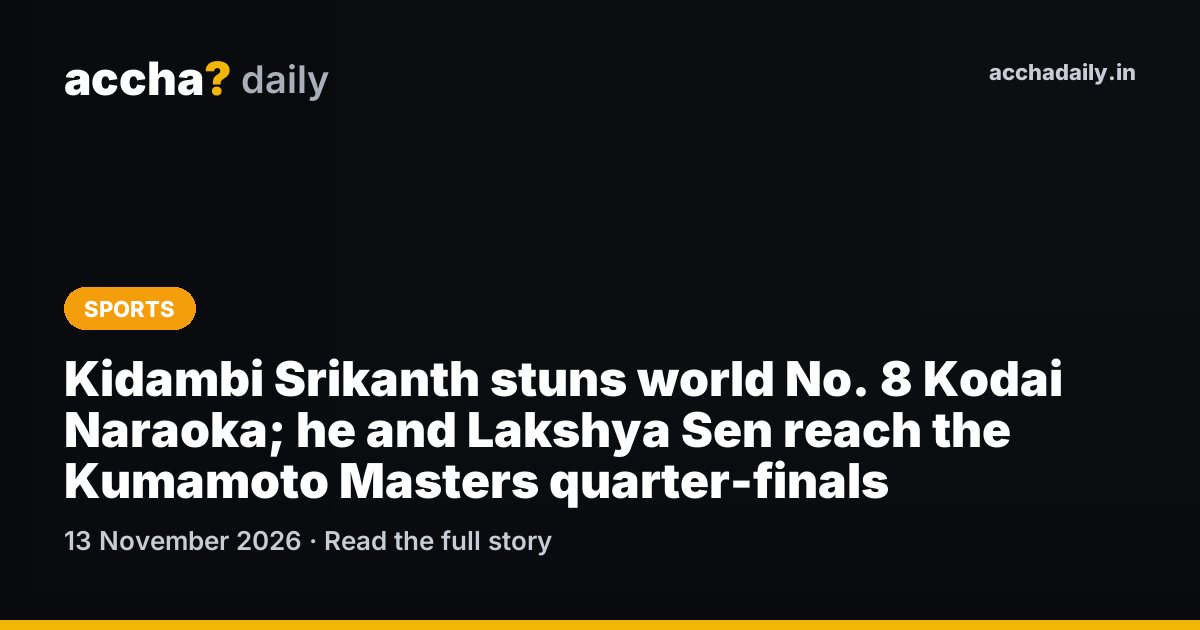 accha? daily
acchadaily.in
SPORTS
Kidambi Srikanth stuns world No. 8 Kodai
Naraoka; he and Lakshya Sen reach the
Kumamoto Masters quarter-finals
13 November 2026 · Read the full story